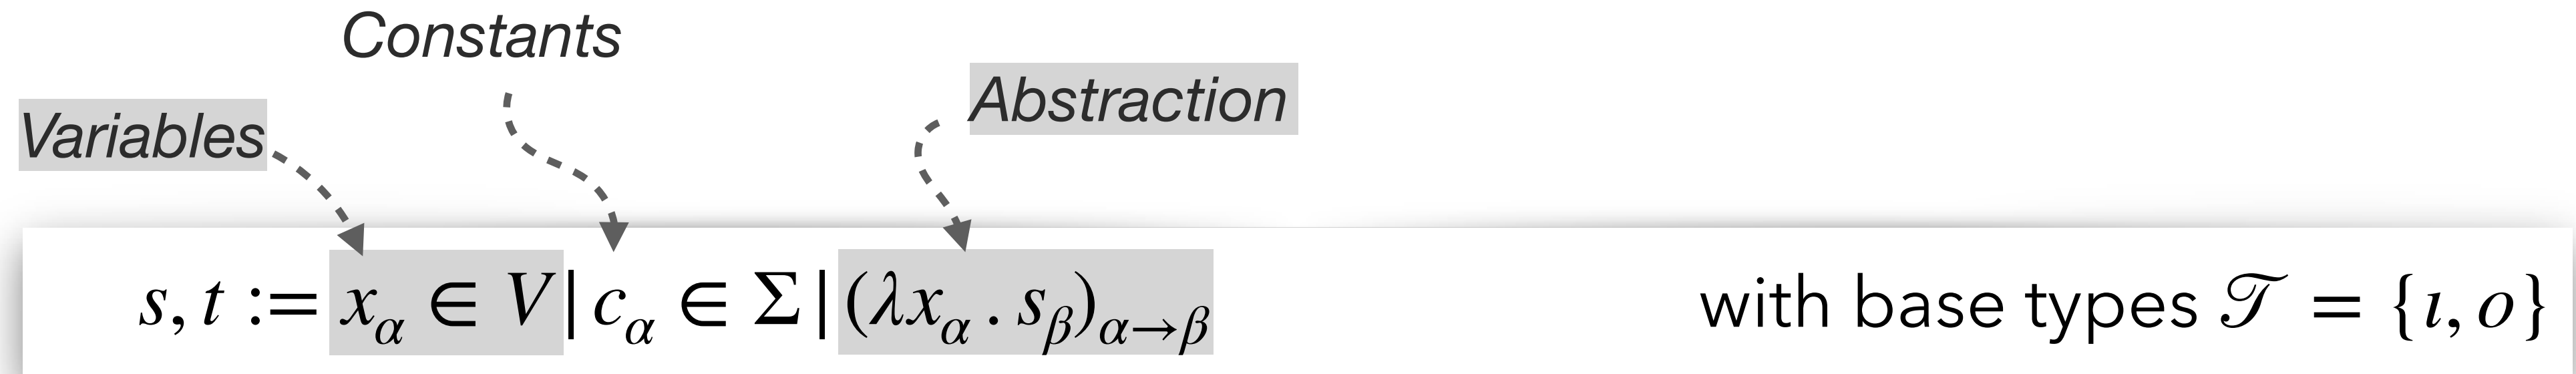 Constants
Abstraction
Variables
s, t := x_α ∈ V | c_α ∈ Σ | (λx_α . s_β)_{α→β} with base types 𝒯 = {ι, o}